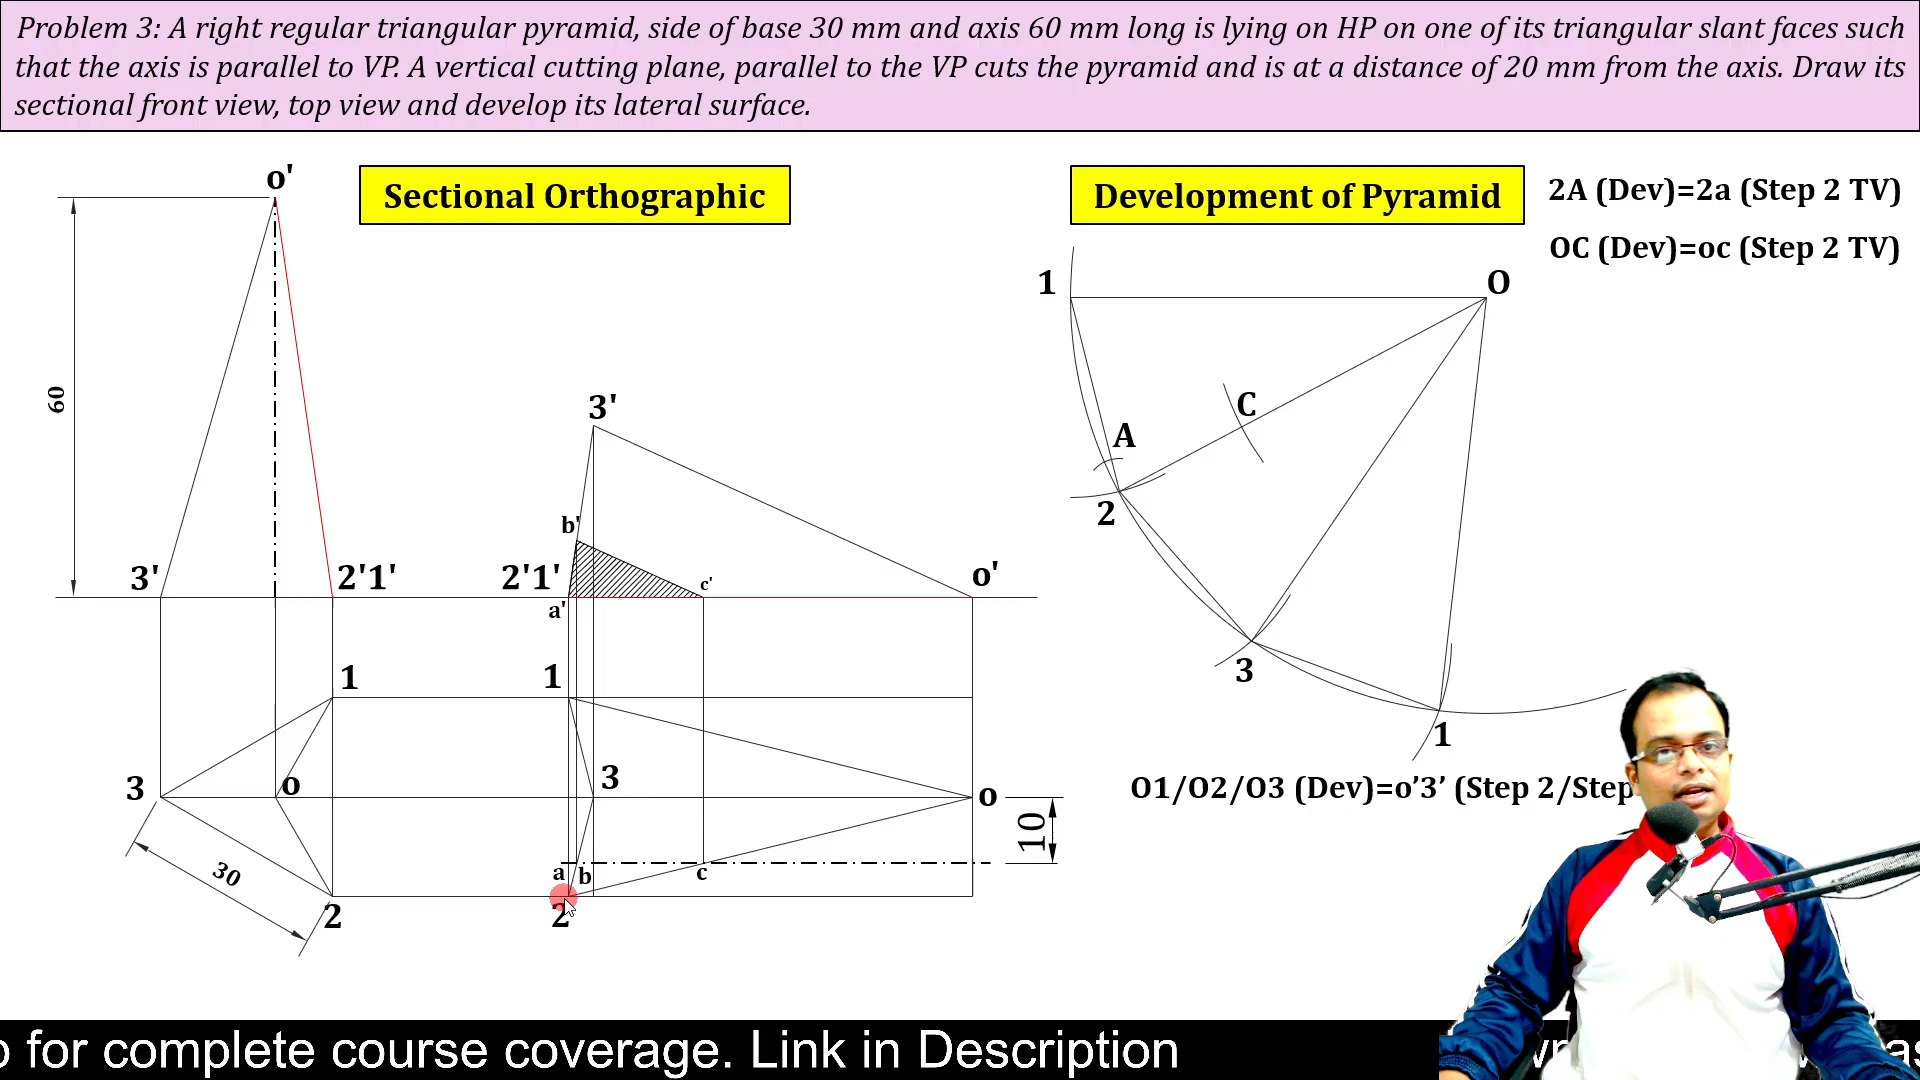 Problem 3: A right regular triangular pyramid, side of base 30 mm and axis 60 mm long is lying on HP on one of its triangular slant faces such
that the axis is parallel to VP. A vertical cutting plane, parallel to the VP cuts the pyramid and is at a distance of 20 mm from the axis. Draw its
sectional front view, top view and develop its lateral surface.
Sectional Orthographic
Development of Pyramid
2A (Dev)=2a (Step 2 TV)
OC (Dev)=oc (Step 2 TV)
o'
60
3'
2'1'
3'
b'
2'1'
a'
c'
o'
1
3
o
2
30
1
3
o
10
a
b
c
2
1
O
C
A
2
3
1
O1/O2/O3 (Dev)=o’3’ (Step 2/Step
for complete course coverage. Link in Description